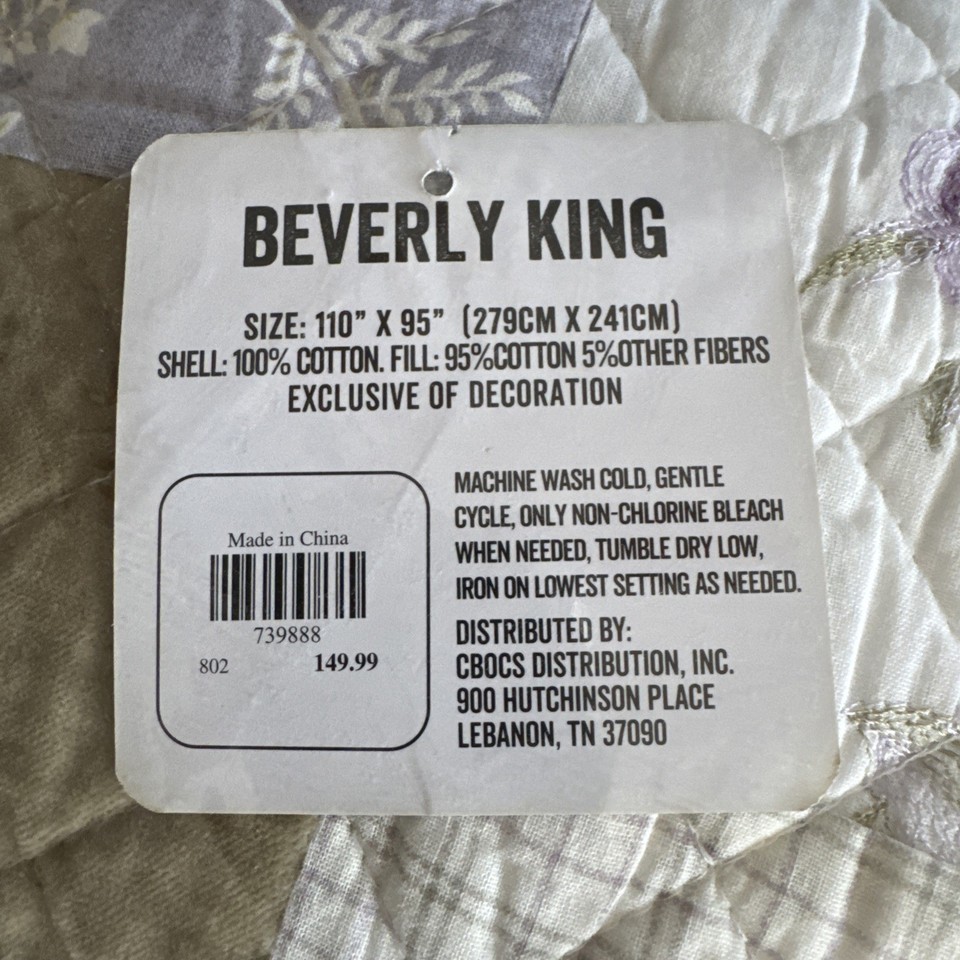 BEVERLY KING
SIZE: 110” X 95” (279CM X 241CM)
SHELL: 100% COTTON. FILL: 95%COTTON 5%OTHER FIBERS
EXCLUSIVE OF DECORATION
Made in China
739888
802 149.99
MACHINE WASH COLD, GENTLE
CYCLE, ONLY NON-CHLORINE BLEACH
WHEN NEEDED, TUMBLE DRY LOW,
IRON ON LOWEST SETTING AS NEEDED.
DISTRIBUTED BY:
CBOCS DISTRIBUTION, INC.
900 HUTCHINSON PLACE
LEBANON, TN 37090